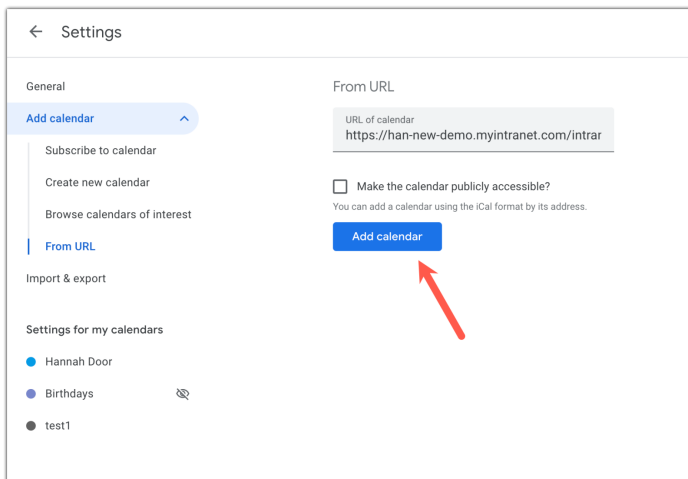 Settings
General
Add calendar
Subscribe to calendar
Create new calendar
Browse calendars of interest
From URL
Import & export
Settings for my calendars
Hannah Door
Birthdays
test1
From URL
URL of calendar
https://han-new-demo.myintranet.com/intrar
Make the calendar publicly accessible?
You can add a calendar using the iCal format by its address.
Add calendar